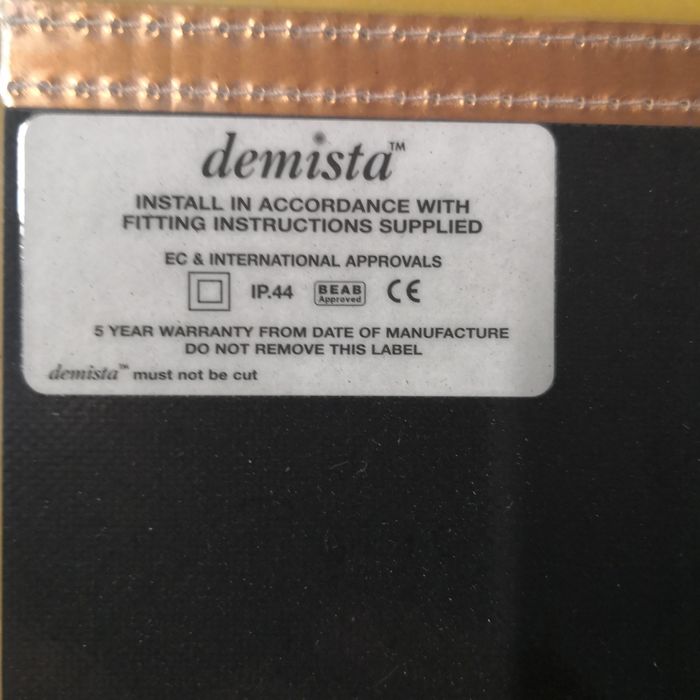 demista™
INSTALL IN ACCORDANCE WITH
FITTING INSTRUCTIONS SUPPLIED
EC & INTERNATIONAL APPROVALS
IP.44 BEAB Approved CE
5 YEAR WARRANTY FROM DATE OF MANUFACTURE
DO NOT REMOVE THIS LABEL
demista™ must not be cut